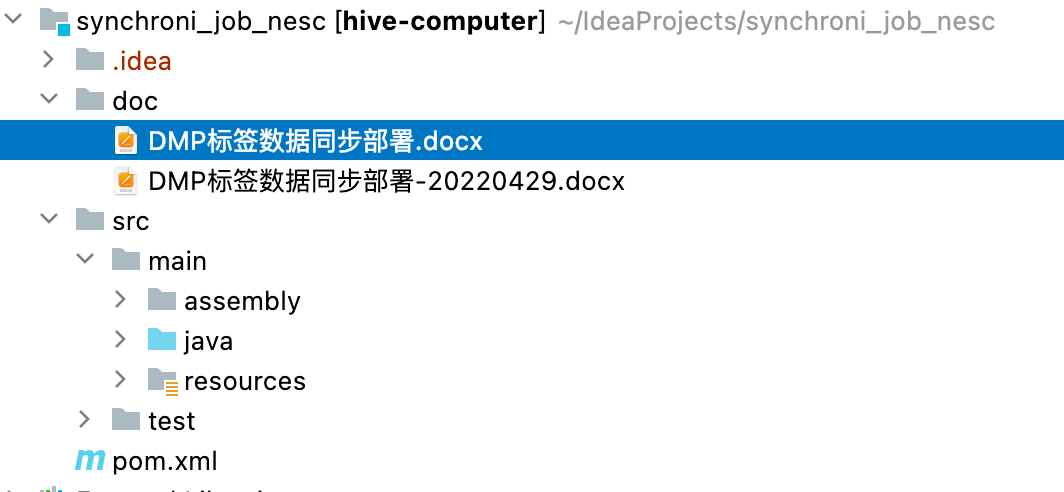 synchroni_job_nesc [hive-computer] ~/IdeaProjects/synchroni_job_nesc
.idea
doc
DMP标签数据同步部署.docx
DMP标签数据同步部署-20220429.docx
src
main
assembly
java
resources
test
pom.xml